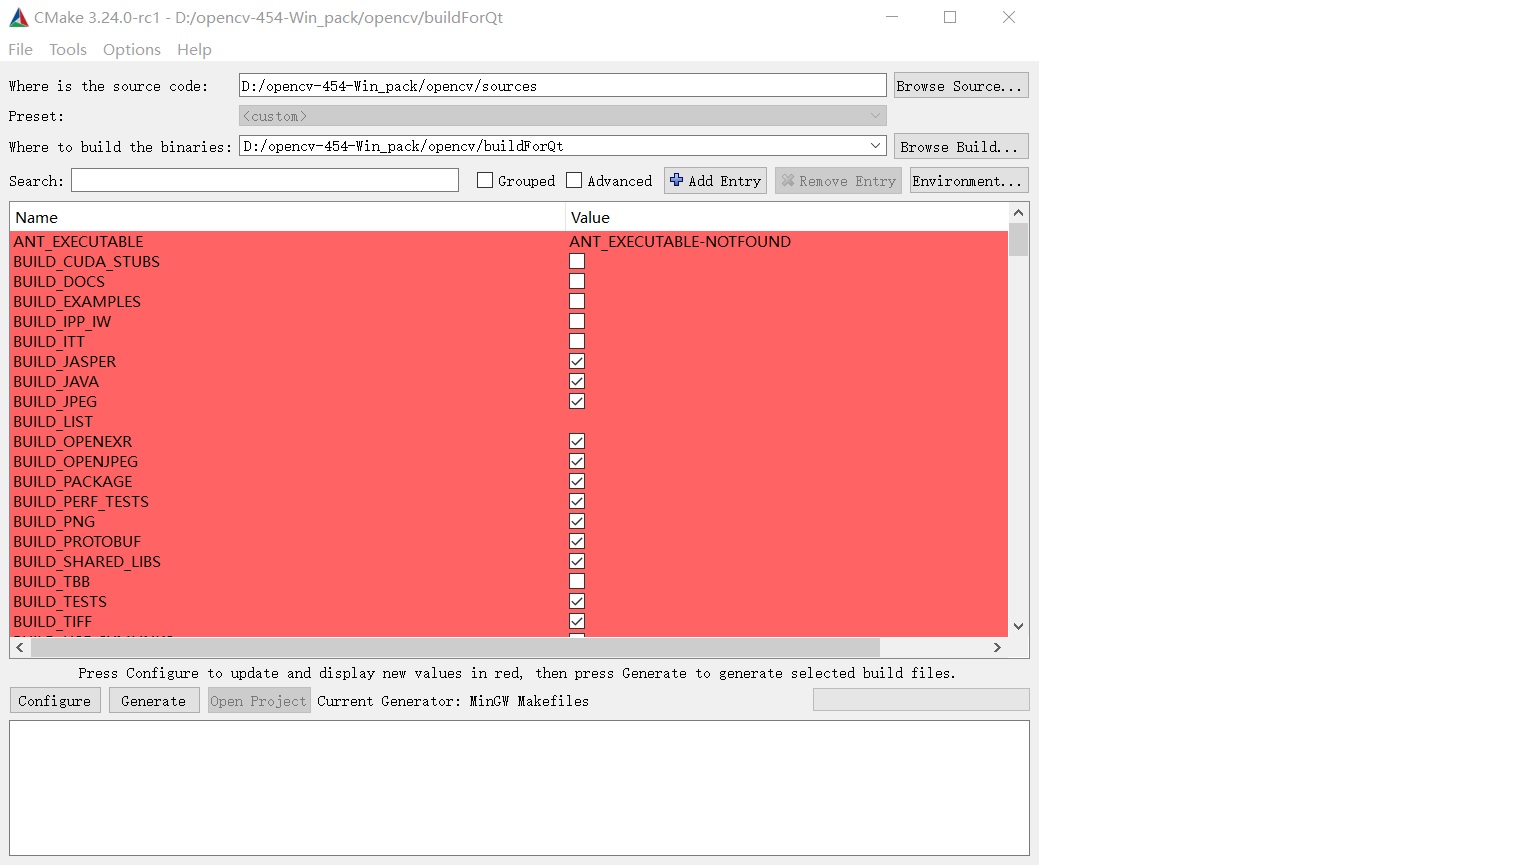 CMake 3.24.0-rc1 - D:/opencv-454-Win_pack/opencv/buildForQt
File Tools Options Help
Where is the source code: D:/opencv-454-Win_pack/opencv/sources Browse Source...
Preset: <custom>
Where to build the binaries: D:/opencv-454-Win_pack/opencv/buildForQt Browse Build...
Search: Grouped Advanced Add Entry Remove Entry Environment...
Name Value
ANT_EXECUTABLE ANT_EXECUTABLE-NOTFOUND
BUILD_CUDA_STUBS
BUILD_DOCS
BUILD_EXAMPLES
BUILD_IPP_IW
BUILD_ITT
BUILD_JASPER
BUILD_JAVA
BUILD_JPEG
BUILD_LIST
BUILD_OPENEXR
BUILD_OPENJPEG
BUILD_PACKAGE
BUILD_PERF_TESTS
BUILD_PNG
BUILD_PROTOBUF
BUILD_SHARED_LIBS
BUILD_TBB
BUILD_TESTS
BUILD_TIFF
Press Configure to update and display new values in red, then press Generate to generate selected build files.
Configure Generate Open Project Current Generator: MinGW Makefiles